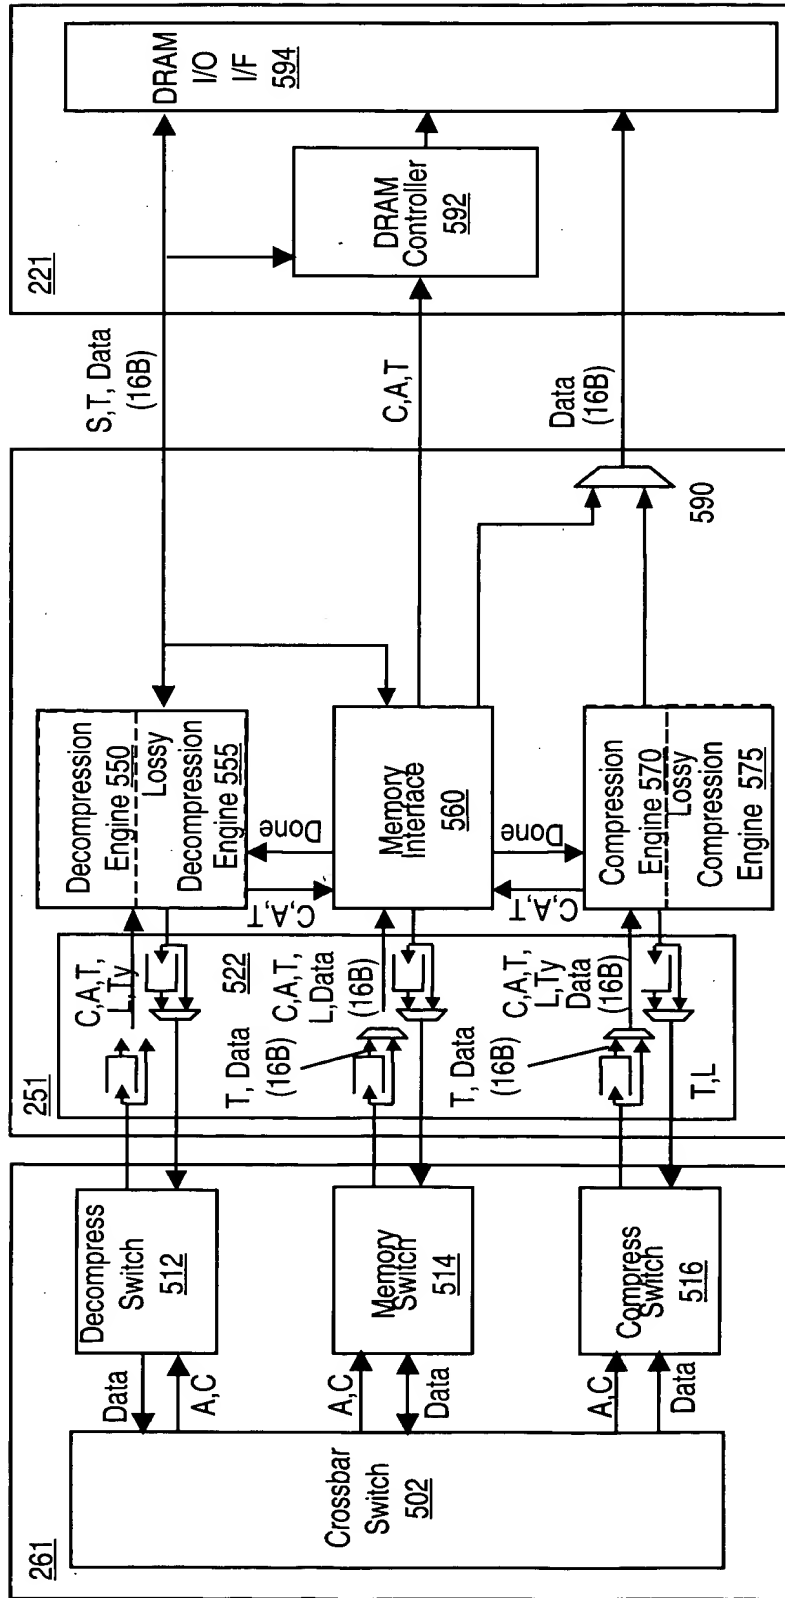 261
Crossbar
Switch
502
Data
A,C
A,C
Data
A,C
Data
Decompress
Switch
512
Memory
Switch
514
Compress
Switch
516
251
522
C,A,T,
L,Ty
T, Data
(16B)
C,A,T,
L,Data
(16B)
T, Data
(16B)
C,A,T,
L,Ty
Data
(16B)
T,L
Decompression
Engine 550
Lossy
Decompression
Engine 555
C,A,T
Done
Memory
Interface
560
C,A,T
Done
Compression
Engine 570
Lossy
Compression
Engine 575
590
S,T, Data
(16B)
C,A,T
Data
(16B)
221
DRAM
Controller
592
DRAM
I/O
I/F
594